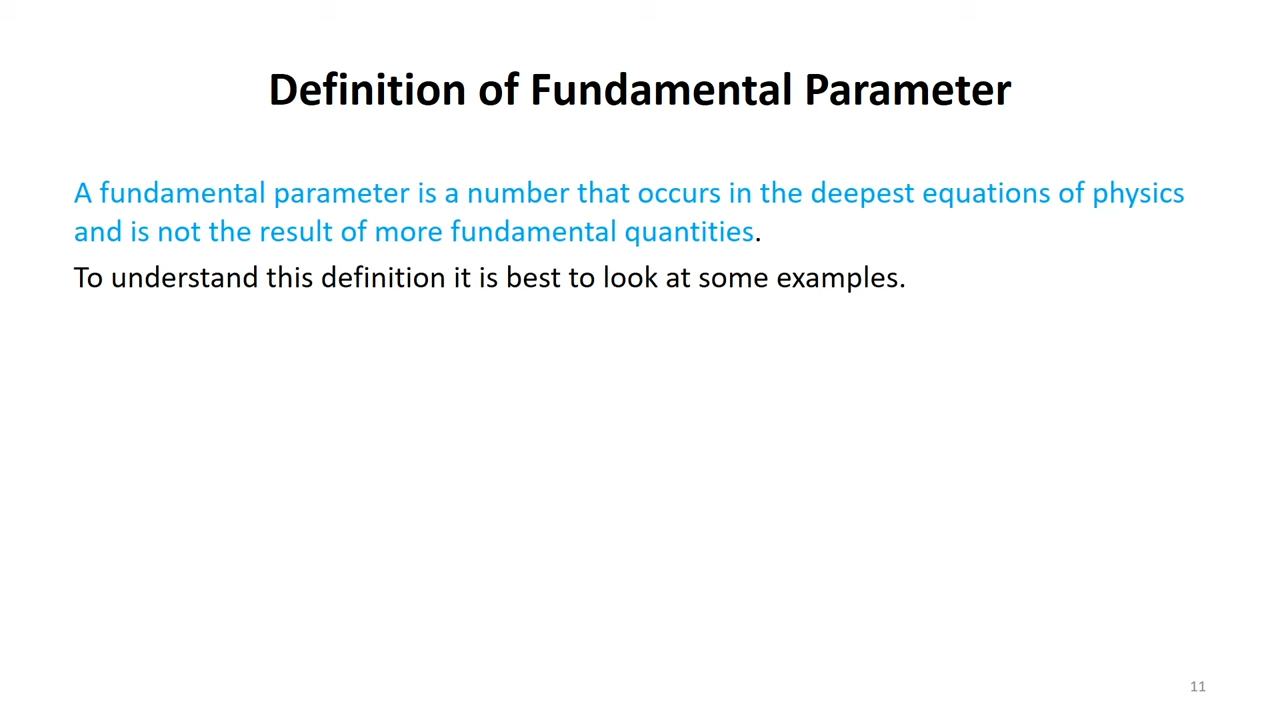 Definition of Fundamental Parameter
A fundamental parameter is a number that occurs in the deepest equations of physics
and is not the result of more fundamental quantities.
To understand this definition it is best to look at some examples.
11